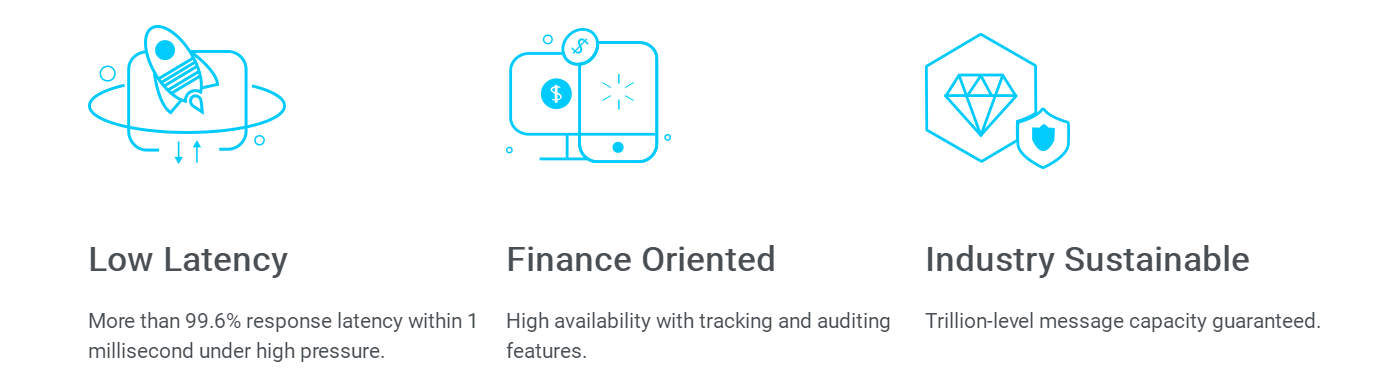 Low Latency
More than 99.6% response latency within 1
millisecond under high pressure.
Finance Oriented
High availability with tracking and auditing
features.
Industry Sustainable
Trillion-level message capacity guaranteed.